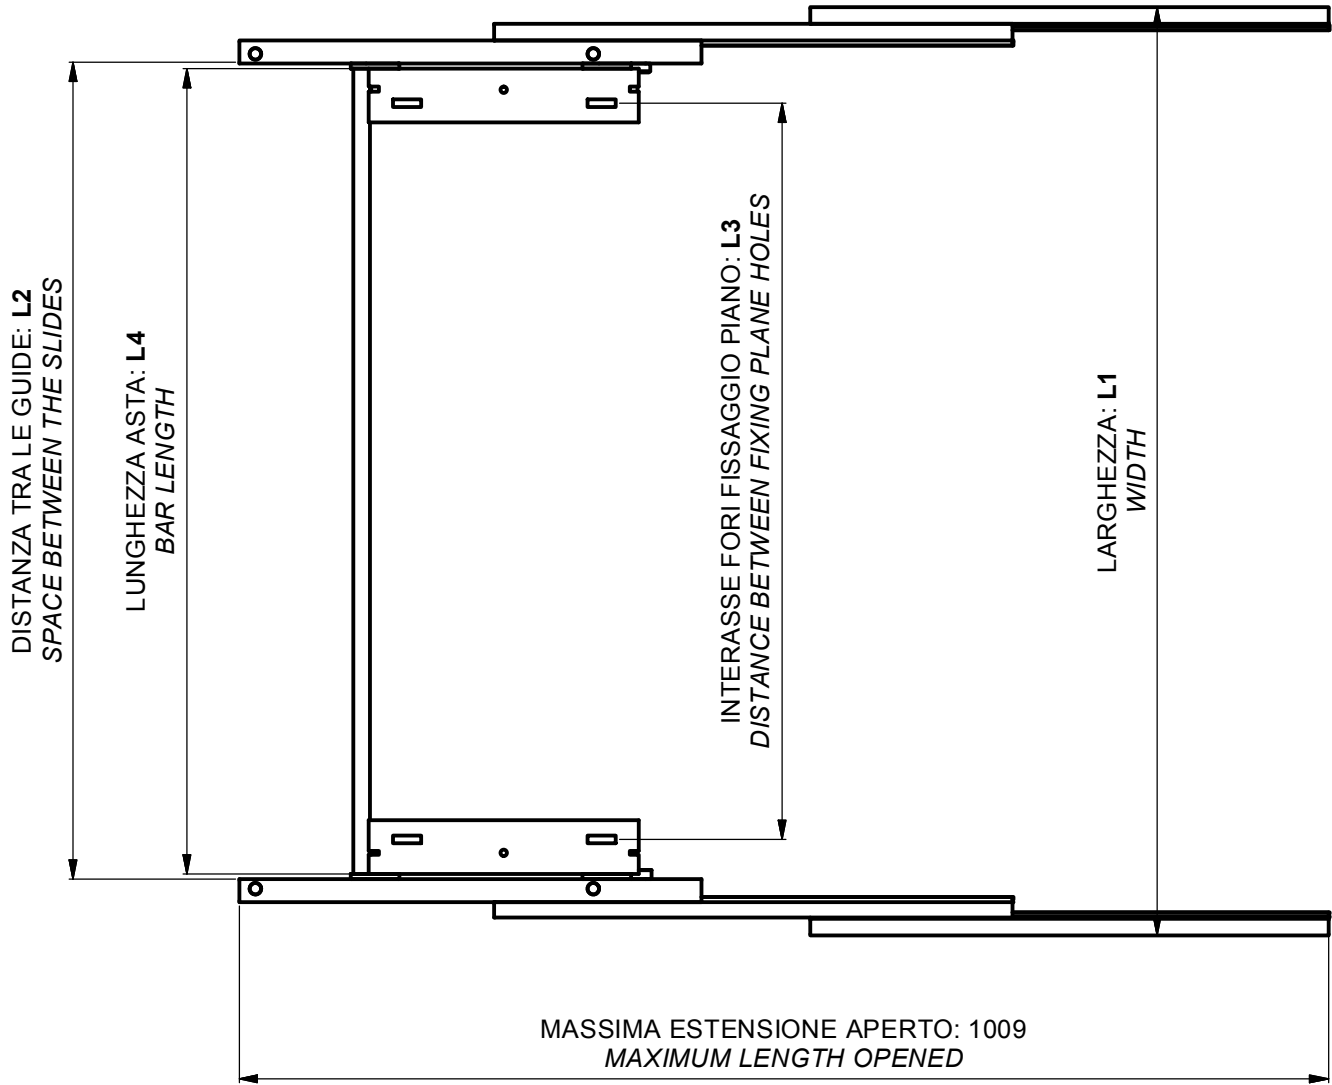 DISTANZA TRA LE GUIDE: L2
SPACE BETWEEN THE SLIDES
LUNGHEZZA ASTA: L4
BAR LENGTH
INTERASSE FORI FISSAGGIO PIANO: L3
DISTANCE BETWEEN FIXING PLANE HOLES
LARGHEZZA: L1
WIDTH
MASSIMA ESTENSIONE APERTO: 1009
MAXIMUM LENGTH OPENED